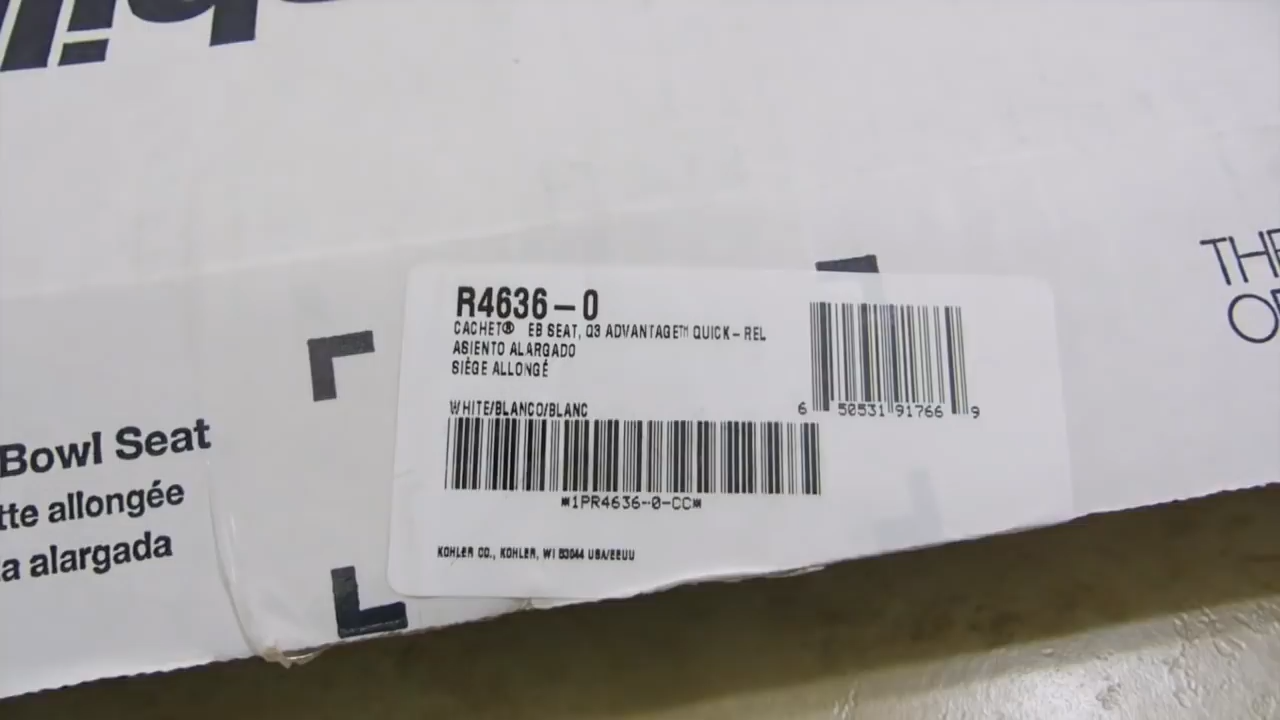 R4636-0
CACHET® EB SEAT, Q3 ADVANTAGE™ QUICK-REL
ASIENTO ALARGADO
SIÈGE ALLONGÉ
WHITE/BLANCO/BLANC
6 50531 91766 9
*1PR4636-0-CC*
KOHLER CO., KOHLER, WI 53044 USA/EEUU
Bowl Seat
tte allongée
a alargada
TH